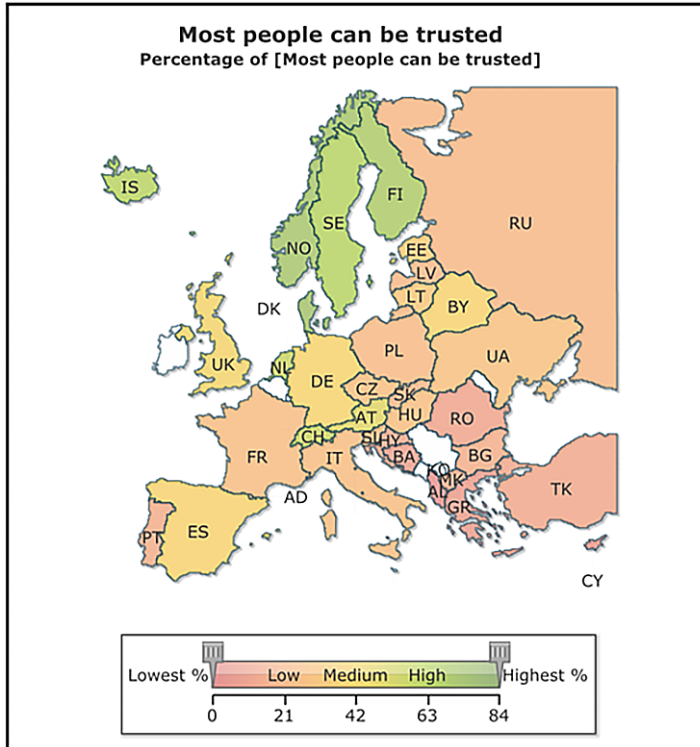 Most people can be trusted
Percentage of [Most people can be trusted]
IS
FI
SE
RU
NO
EE
LV
DK
LT
BY
UK
NL
PL
DE
UA
CZ
SK
AT
HU
RO
CH
SI
HY
FR
IT
BA
BG
KO
MK
AD
AL
TK
GR
ES
PT
CY
Lowest % Low Medium High Highest %
0 21 42 63 84